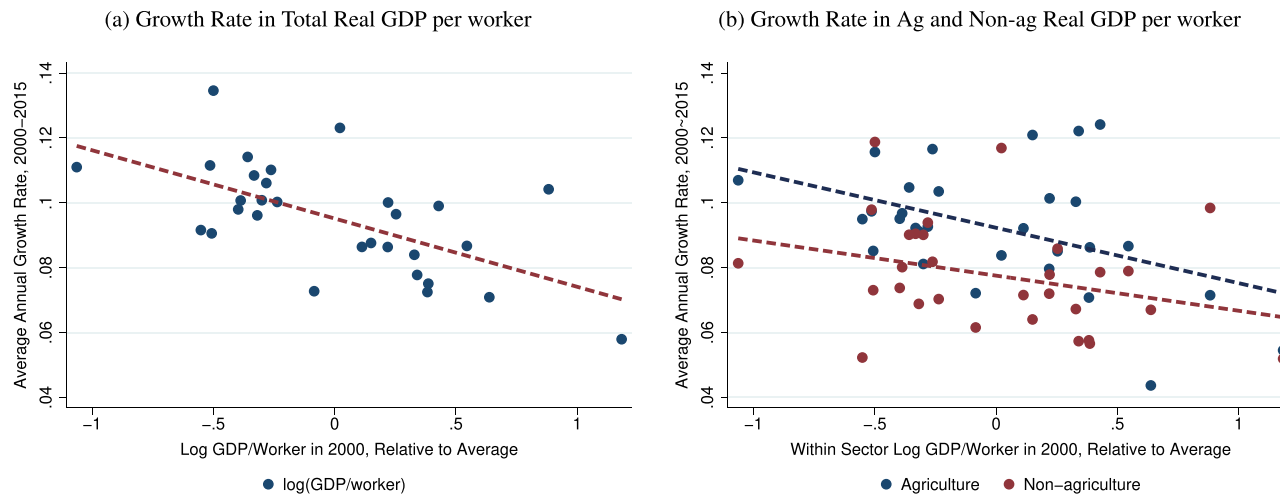 (a) Growth Rate in Total Real GDP per worker
Average Annual Growth Rate, 2000−2015
.14
.12
.1
.08
.06
.04
−1
−.5
0
.5
1
Log GDP/Worker in 2000, Relative to Average
log(GDP/worker)
(b) Growth Rate in Ag and Non-ag Real GDP per worker
Average Annual Growth Rate, 2000~2015
.14
.12
.1
.08
.06
.04
−1
−.5
0
.5
1
Within Sector Log GDP/Worker in 2000, Relative to Average
Agriculture
Non−agriculture